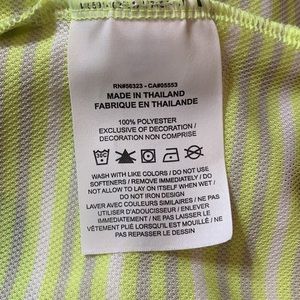 RN#56323 - CA#05553
MADE IN THAILAND
FABRIQUE EN THAILANDE
100% POLYESTER
EXCLUSIVE OF DECORATION /
DECORATION NON COMPRISE
WASH WITH LIKE COLORS / DO NOT USE
SOFTENERS / REMOVE IMMEDIATELY / DO
NOT ALLOW TO LAY ON ITSELF WHEN WET /
DO NOT IRON DESIGN
LAVER AVEC COULEURS SIMILAIRES / NE PAS
UTILISER D'ADOUCISSEUR / ENLEVER
IMMÉDIATEMENT / NE PAS PLIER LE
VÊTEMENT PLIÉ LORSQU'IL EST MOUILLÉ / NE
PAS REPASSER LE DESSIN